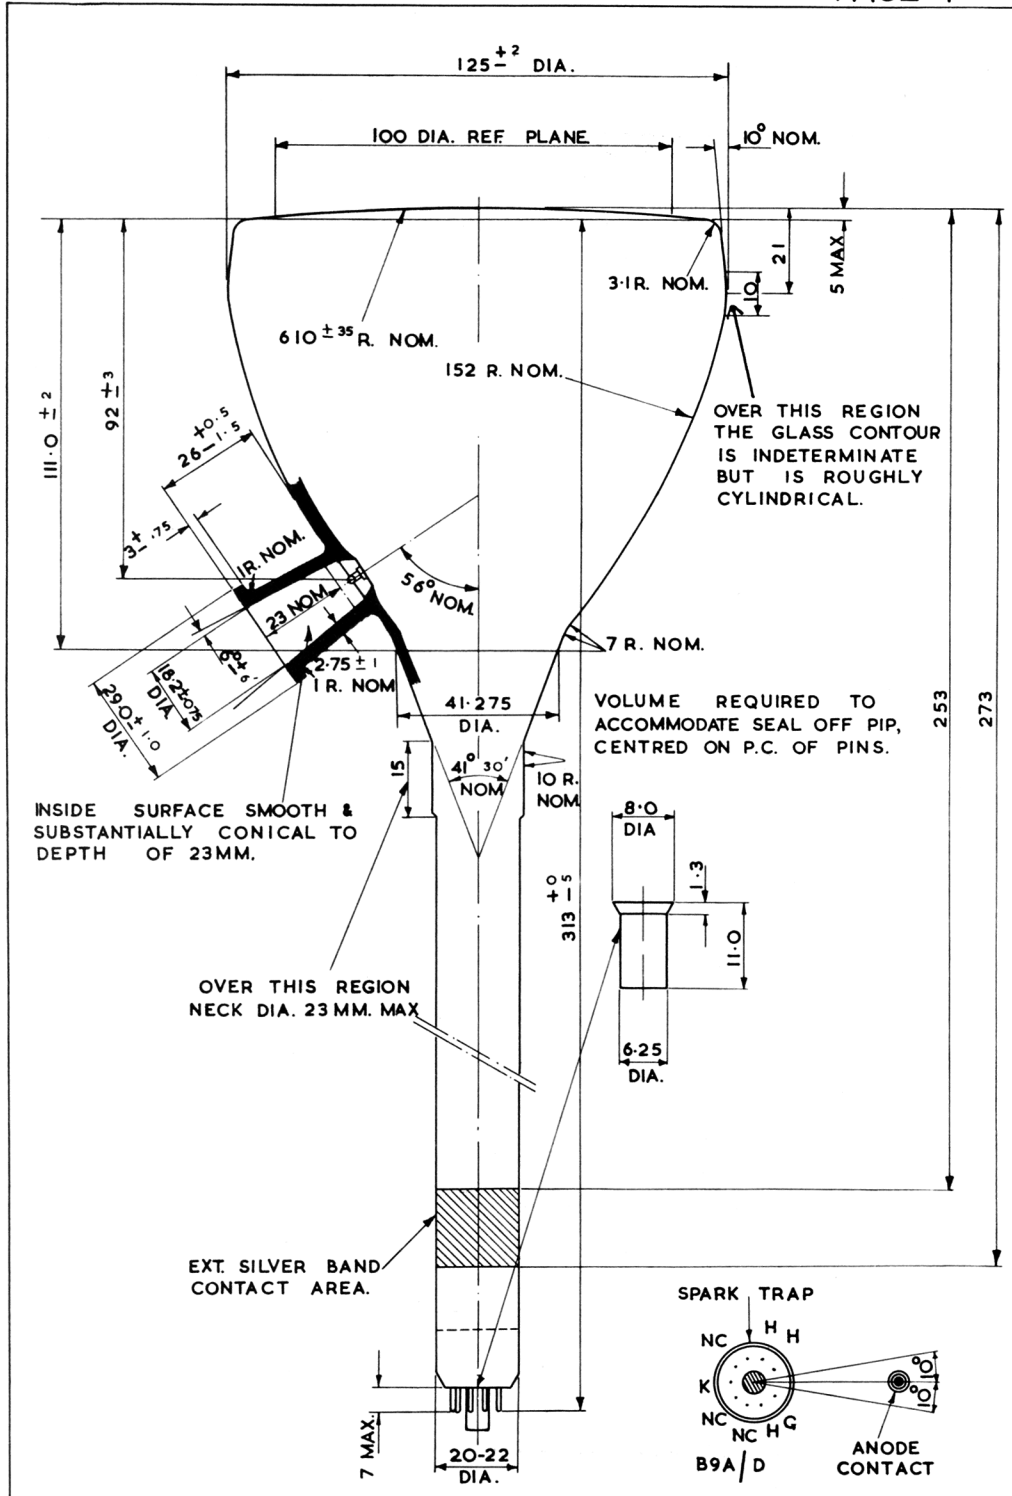 125 ± 2 DIA.
100 DIA. REF. PLANE
10° NOM.
21
5 MAX
3·1R. NOM.
10
610 ± 35 R. NOM.
152 R. NOM.
111·0 ± 2
92 ± 3
26 +0·5 −1·5
3 ± ·75
OVER THIS REGION
THE GLASS CONTOUR
IS INDETERMINATE
BUT IS ROUGHLY
CYLINDRICAL.
1R. NOM.
23 NOM.
56° NOM.
7 R. NOM.
2·75 ± 1
1 R. NOM
18·2 ± ·075
DIA.
29·0 ± 1·0
DIA.
41·275
DIA.
VOLUME REQUIRED TO
ACCOMMODATE SEAL OFF PIP,
CENTRED ON P.C. OF PINS.
253
273
15
41° 30'
NOM
10 R.
NOM.
INSIDE SURFACE SMOOTH &
SUBSTANTIALLY CONICAL TO
DEPTH OF 23MM.
8·0
DIA
1·3
11·0
313 +0 −5
OVER THIS REGION
NECK DIA. 23 MM. MAX
6·25
DIA.
EXT. SILVER BAND
CONTACT AREA.
SPARK TRAP
NC H H
K
NC
NC H G
10°
10°
B9A/D
ANODE
CONTACT
7 MAX.
20-22
DIA.